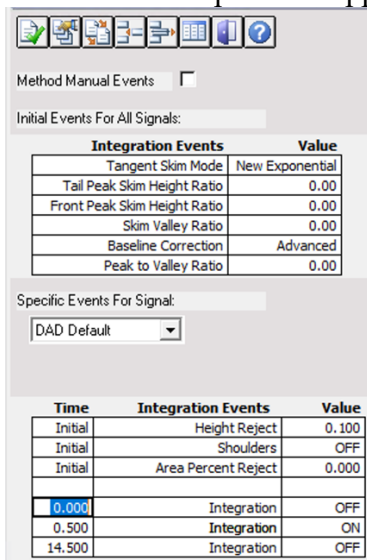 Method Manual Events
Initial Events For All Signals:
Integration Events Value
Tangent Skim Mode New Exponential
Tail Peak Skim Height Ratio 0.00
Front Peak Skim Height Ratio 0.00
Skim Valley Ratio 0.00
Baseline Correction Advanced
Peak to Valley Ratio 0.00
Specific Events For Signal:
DAD Default
Time Integration Events Value
Initial Height Reject 0.100
Initial Shoulders OFF
Initial Area Percent Reject 0.000
0.000 Integration OFF
0.500 Integration ON
14.500 Integration OFF